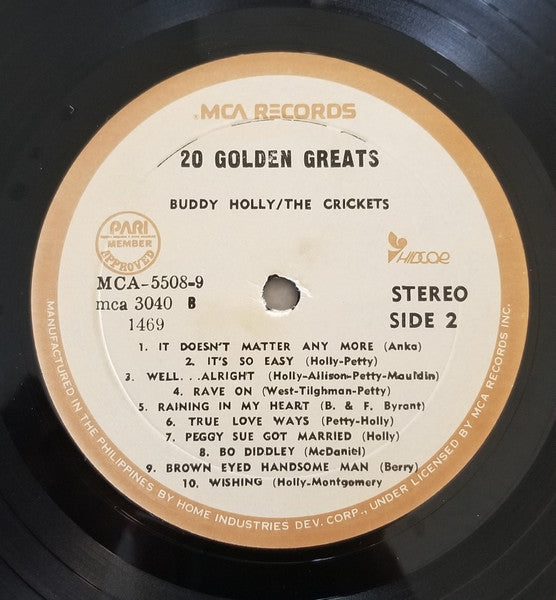 MCA RECORDS
20 GOLDEN GREATS
BUDDY HOLLY/THE CRICKETS
PARI
MEMBER
APPROVED
HIDCOR
MCA-5508-9
mca 3040 B
1469
STEREO
SIDE 2
1. IT DOESN'T MATTER ANY MORE (Anka)
2. IT'S SO EASY (Holly-Petty)
3. WELL...ALRIGHT (Holly-Allison-Petty-Mauldin)
4. RAVE ON (West-Tilghman-Petty)
5. RAINING IN MY HEART (B. & F. Byrant)
6. TRUE LOVE WAYS (Petty-Holly)
7. PEGGY SUE GOT MARRIED (Holly)
8. BO DIDDLEY (McDaniel)
9. BROWN EYED HANDSOME MAN (Berry)
10. WISHING (Holly-Montgomery
MANUFACTURED IN THE PHILIPPINES BY HOME INDUSTRIES DEV. CORP., UNDER LICENSED BY MCA RECORDS INC.